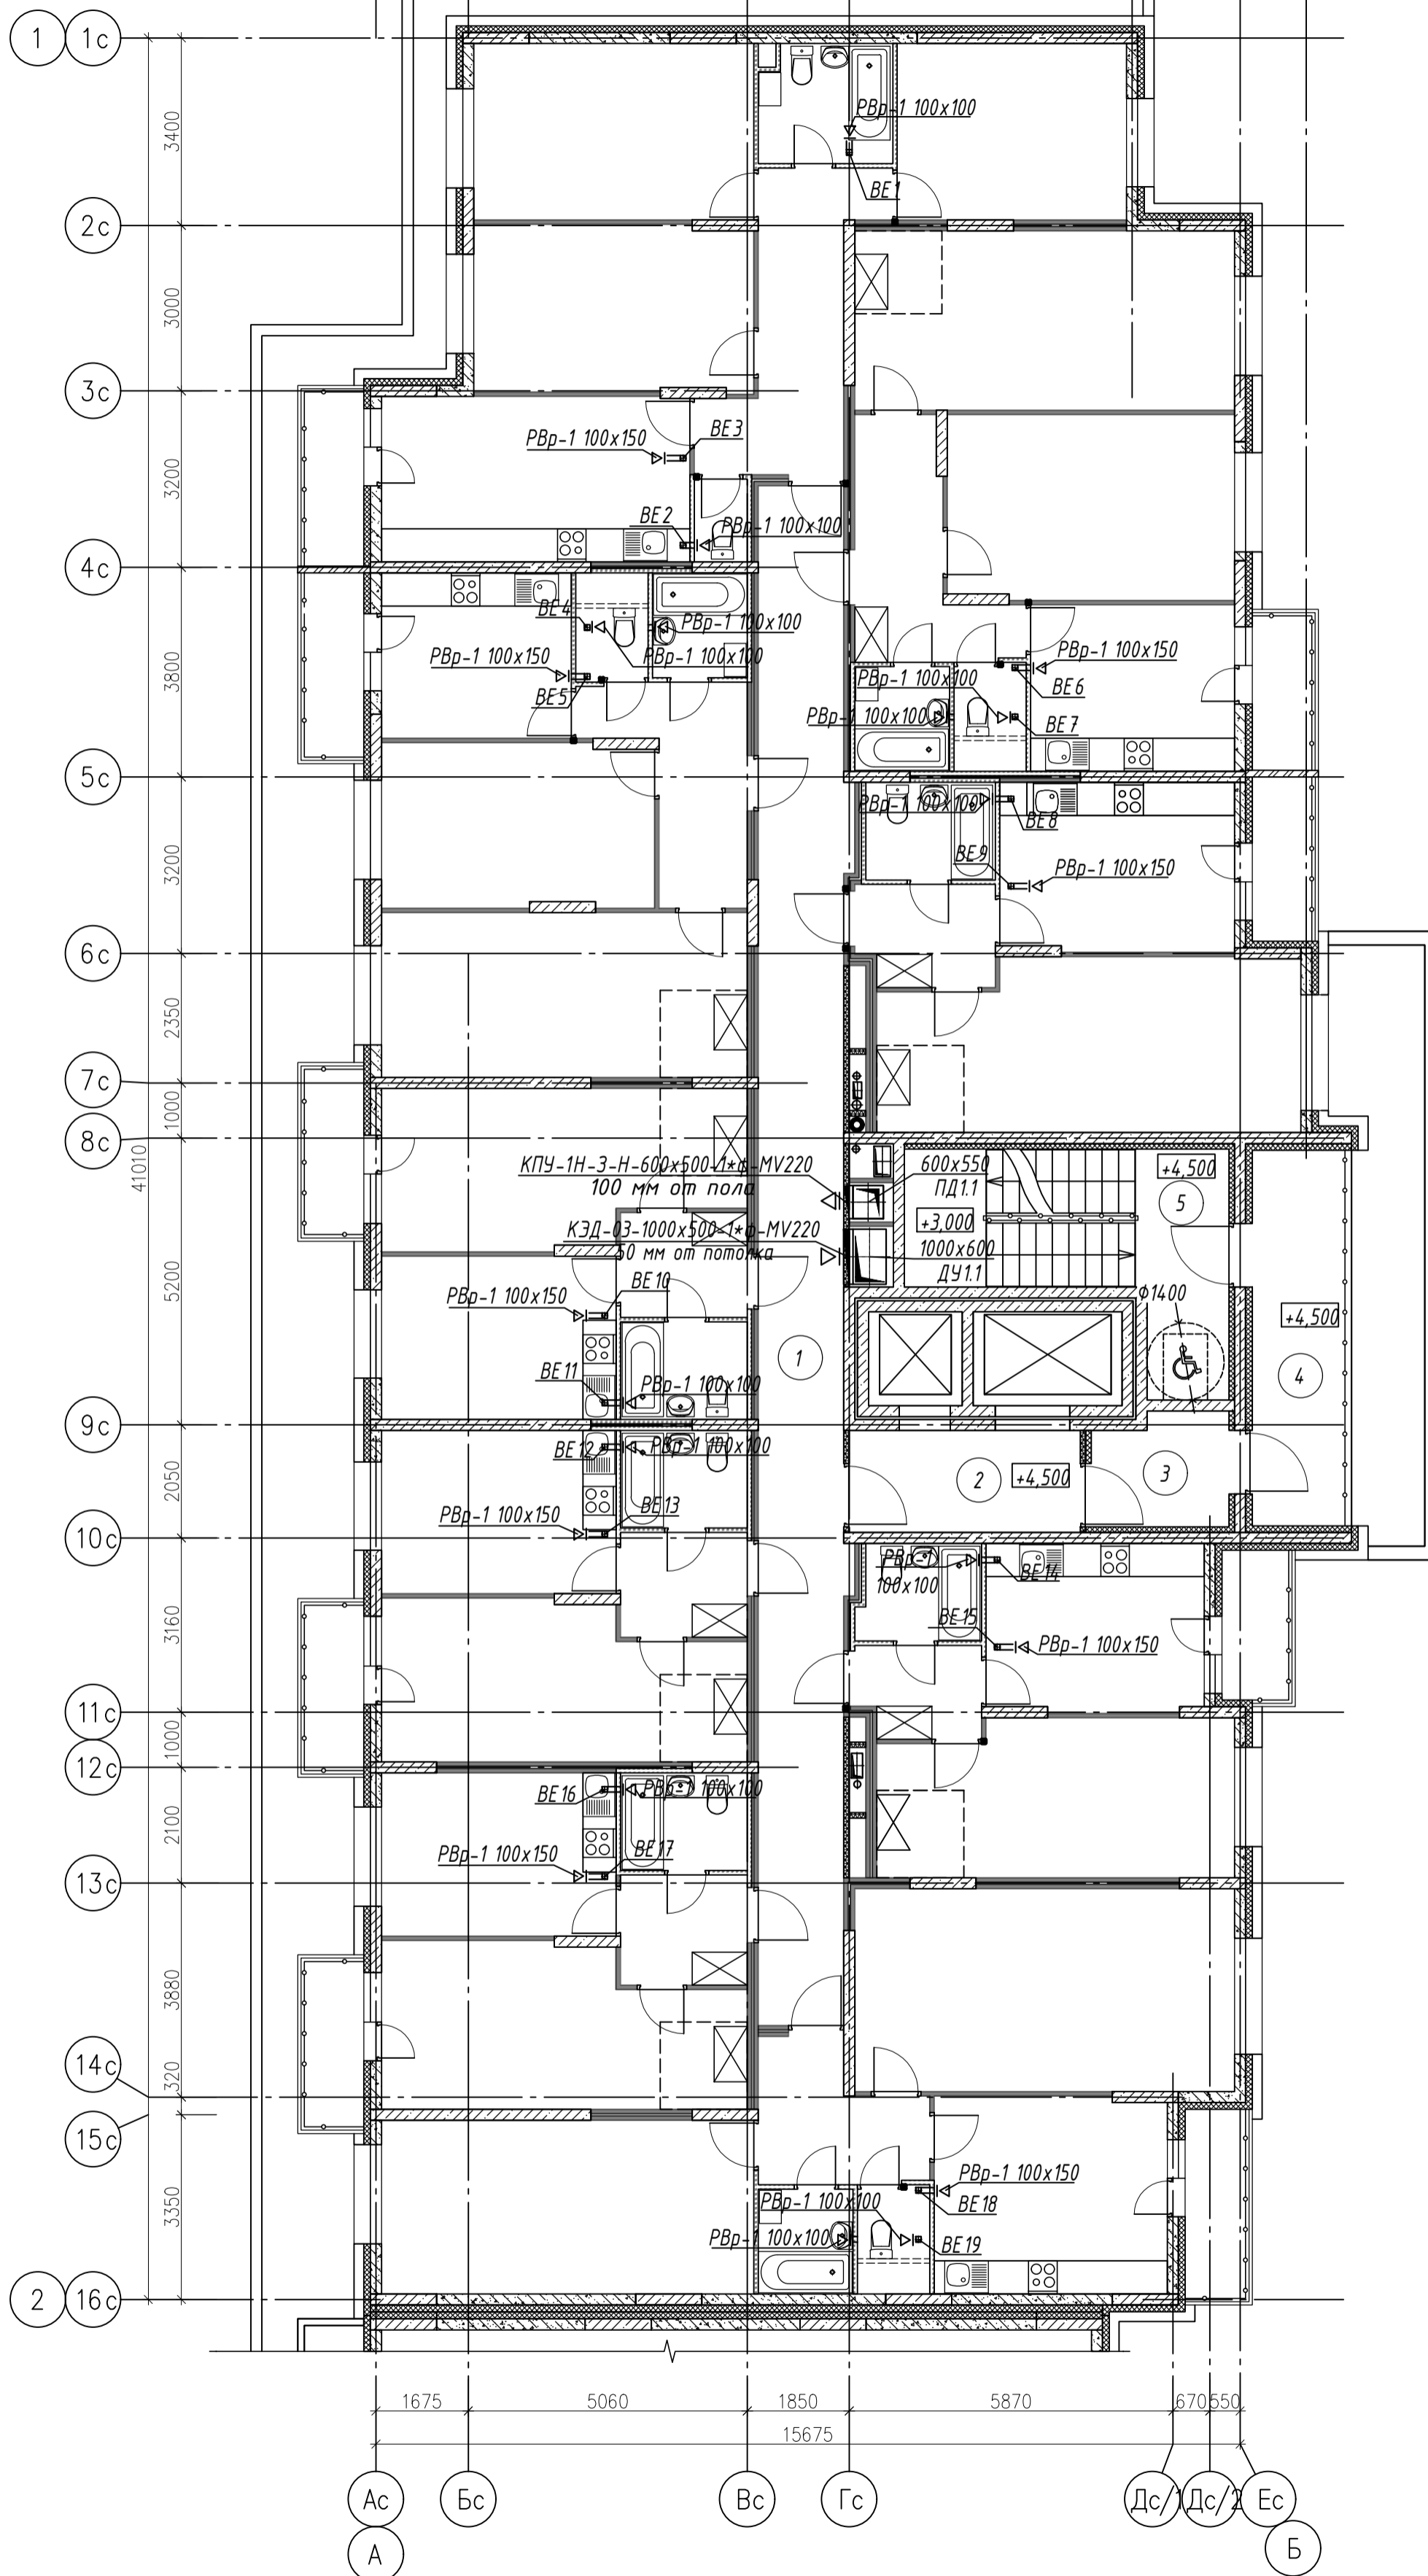 1 1с
3400
РВр-1 100х100
ВЕ1
2с
3000
3с
РВр-1 100х150
ВЕ3
3200
ВЕ2
РВр-1 100х100
4с
ВЕ4
РВр-1 100х100
РВр-1 100х150
РВр-1 100х100
РВр-1 100х150
3800
РВр-1 100х100
ВЕ6
ВЕ5
РВр-1 100х100
ВЕ7
5с
РВр-1 100х100
ВЕ8
3200
ВЕ9
РВр-1 100х150
6с
2350
7с
1000
8с
41010
КПУ-1Н-3-Н-600х500-1*ф-MV220
100 мм от пола
600х550
ПД1.1
+4,500
5
+3,000
КЭД-03-1000х500-1*ф-MV220
50 мм от потолка
1000х600
ДУ1.1
5200
ВЕ10
РВр-1 100х150
ф1400
+4,500
1
4
ВЕ11
РВр-1 100х100
9с
ВЕ12
РВр-1 100х100
2050
2
+4,500
3
РВр-1 100х150
ВЕ13
10с
РВр-1
100х100
ВЕ14
3160
ВЕ15
РВр-1 100х150
11с
1000
12с
ВЕ16
РВр-1 100х100
2100
РВр-1 100х150
ВЕ17
13с
3880
14с
320
15с
РВр-1 100х150
3350
РВр-1 100х100
ВЕ18
РВр-1 100х100
ВЕ19
2 16с
1675 5060 1850 5870 670 550
15675
Ас Бс Вс Гс Дс/1 Дс/2 Ес
А Б